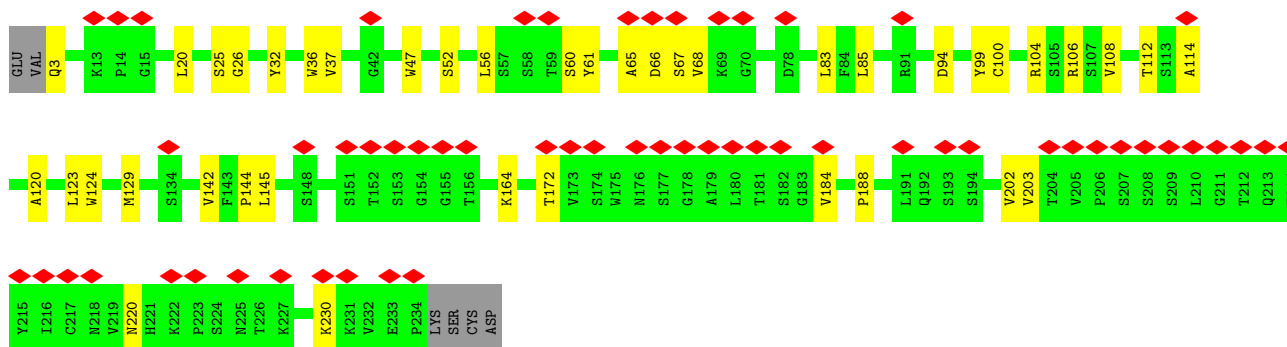 GLU VAL Q3 K13 P14 G15 L20 S25 G26 Y32 W36 V37 G42 W47 S52 L56 S57 S58 T59 S60 Y61 A65 D66 S67 V68 K69 G70 D78 L83 F84 L85 R91 D94 Y99 C100 R104 S105 R106 S107 V108 T112 S113 A114
A120 L123 W124 M129 S134 V142 F143 P144 L145 S148 S151 T152 S153 G154 G155 T156 K164 T172 V173 S174 W175 N176 S177 G178 A179 L180 T181 S182 G183 V184 P188 L191 Q192 S193 S194 V202 V203 T204 V205 P206 S207 S208 S209 L210 G211 T212 Q213
Y215 I216 C217 N218 V219 N220 H221 K222 P223 S224 N225 T226 K227 K230 K231 V232 E233 P234 LYS SER CYS ASP